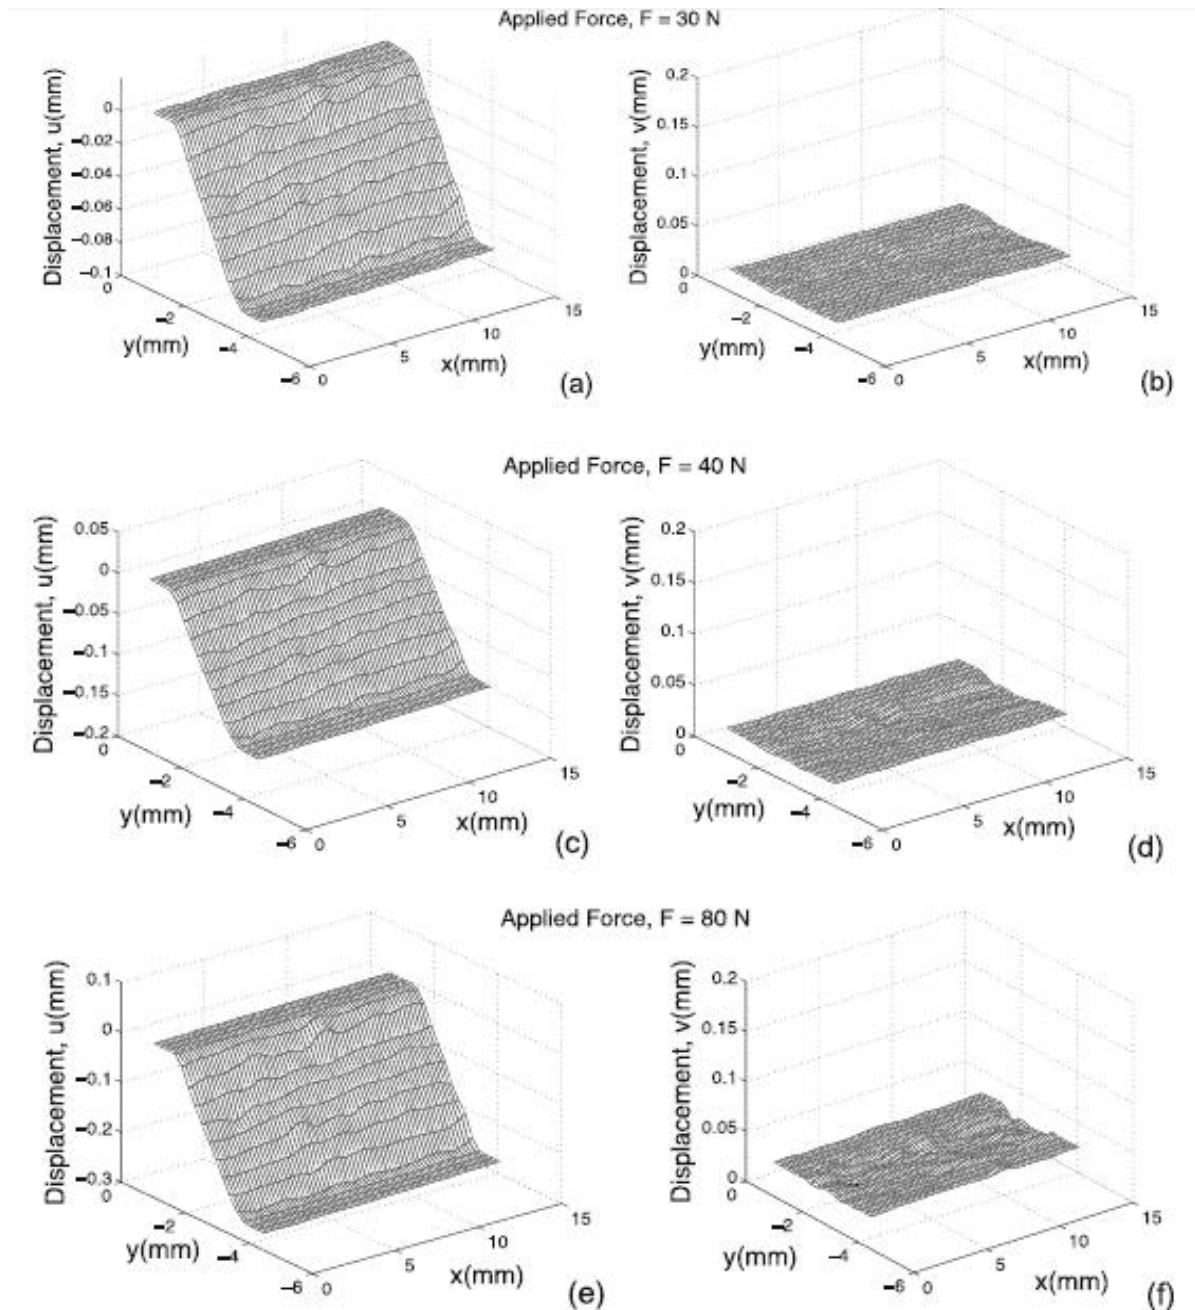 Applied Force, F = 30 N
Displacement, u(mm)
0
−0.02
−0.04
−0.06
−0.08
−0.1
0
−2
−4
−6
y(mm)
0
5
10
15
x(mm)
(a)
Displacement, v(mm)
0.2
0.15
0.1
0.05
0
0
−2
−4
−6
y(mm)
0
5
10
15
x(mm)
(b)
Applied Force, F = 40 N
Displacement, u(mm)
0.05
0
−0.05
−0.1
−0.15
−0.2
0
−2
−4
−6
y(mm)
0
5
10
15
x(mm)
(c)
Displacement, v(mm)
0.2
0.15
0.1
0.05
0
0
−2
−4
−6
y(mm)
0
5
10
15
x(mm)
(d)
Applied Force, F = 80 N
Displacement, u(mm)
0.1
0
−0.1
−0.2
−0.3
0
−2
−4
−6
y(mm)
0
5
10
15
x(mm)
(e)
Displacement, v(mm)
0.2
0.15
0.1
0.05
0
0
−2
−4
−6
y(mm)
0
5
10
15
x(mm)
(f)